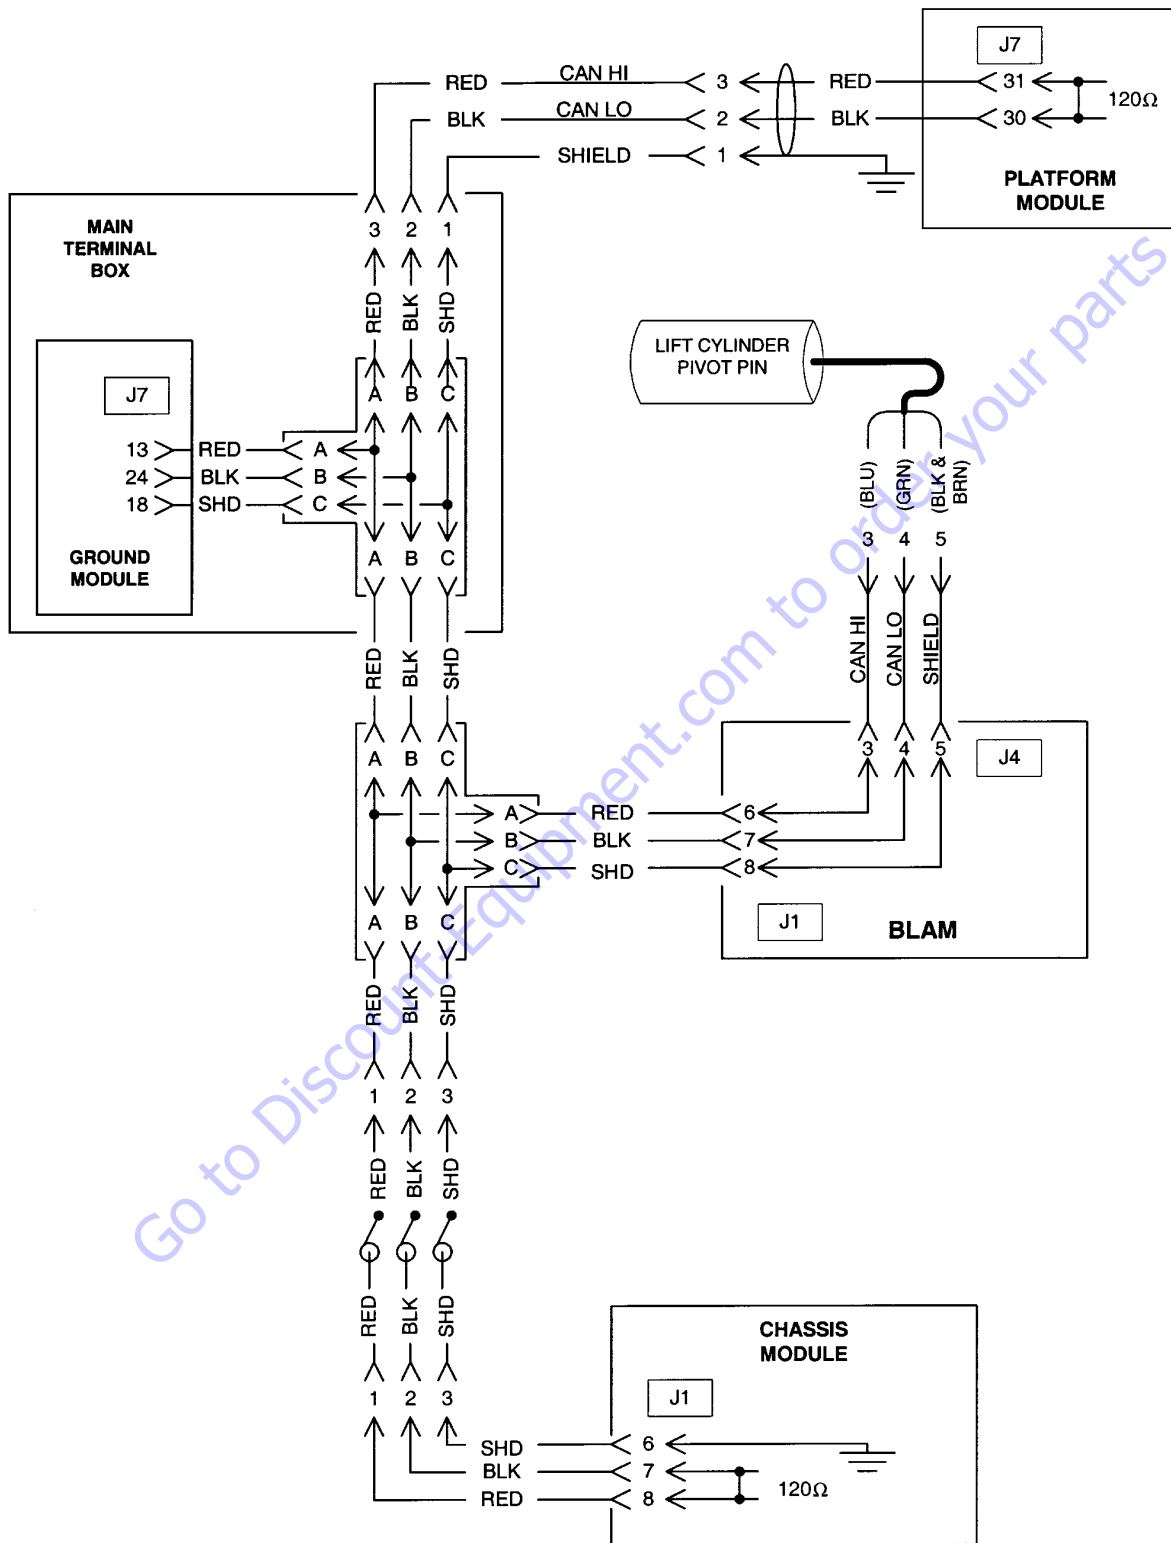 J7
RED CAN HI 3 RED 31
120Ω
BLK CAN LO 2 BLK 30
SHIELD 1
PLATFORM
MODULE
MAIN
TERMINAL
BOX
3 2 1
RED BLK SHD
LIFT CYLINDER
PIVOT PIN
J7
A B C
13 RED A
24 BLK B
18 SHD C
(BLU) (GRN) (BLK & BRN)
3 4 5
GROUND
MODULE
A B C
CAN HI CAN LO SHIELD
RED BLK SHD
3 4 5
J4
A B C
A RED 6
B BLK 7
C SHD 8
A B C
J1
BLAM
RED BLK SHD
1 2 3
RED BLK SHD
RED BLK SHD
CHASSIS
MODULE
1 2 3
J1
SHD 6
BLK 7
RED 8
120Ω
Go to Discount-Equipment.com to order your parts